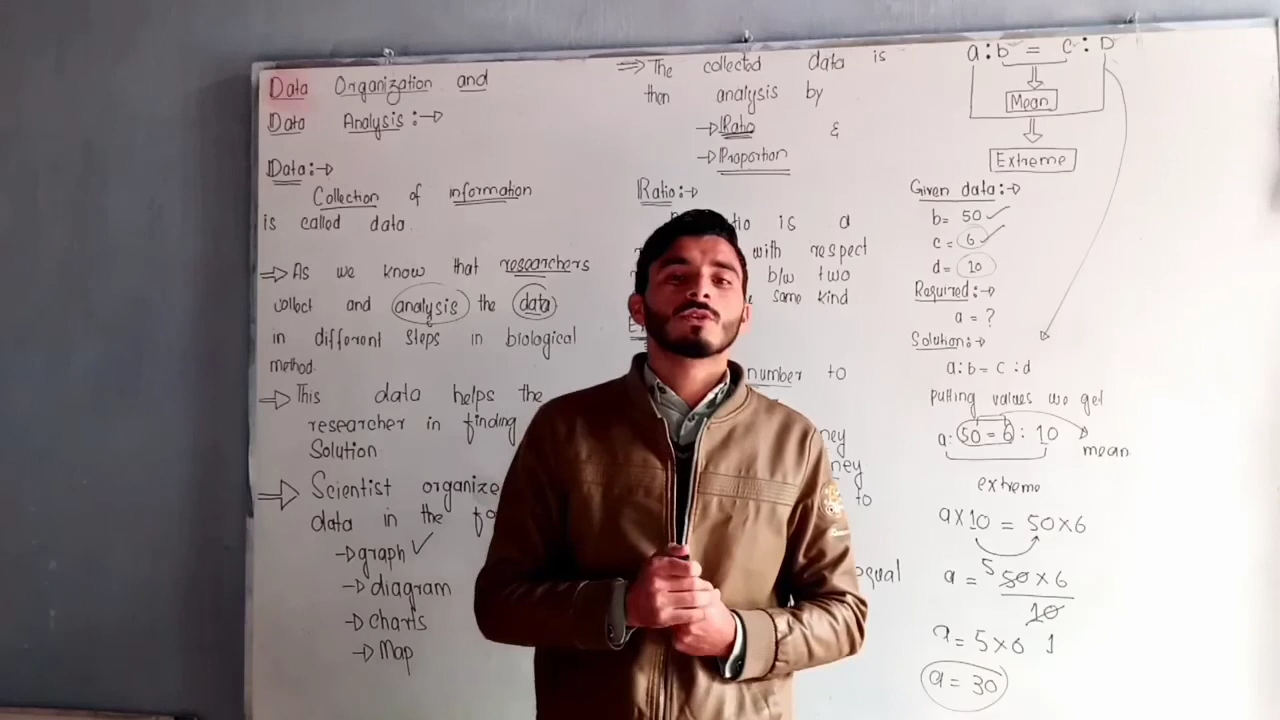 Data Organization and
Data Analysis :→
Data:→
Collection of information
is called data.
⇒ As we know that researchers
collect and analysis the data
in different steps in biological
method.
⇒ This data helps the
researcher in finding
Solution
⇒ Scientist organize
data in the
→ graph ✓
→ diagram
→ charts
→ Map
⇒ The collected data is
then analysis by
→ Ratio &
→ Proportion
Ratio:→
is a
with respect
b/w two
same kind
number to
to
equal
a:b = c:D
Mean
Extreme
Given data:→
b= 50 ✓
c= 6 ✓
d= 10
Required:→
a = ?
Solution:→
a:b = c:d
putting values we get
a:50 = 6:10
mean
extreme
a×10 = 50×6
a = 5 50×6
10
a = 5×6 1
a = 30